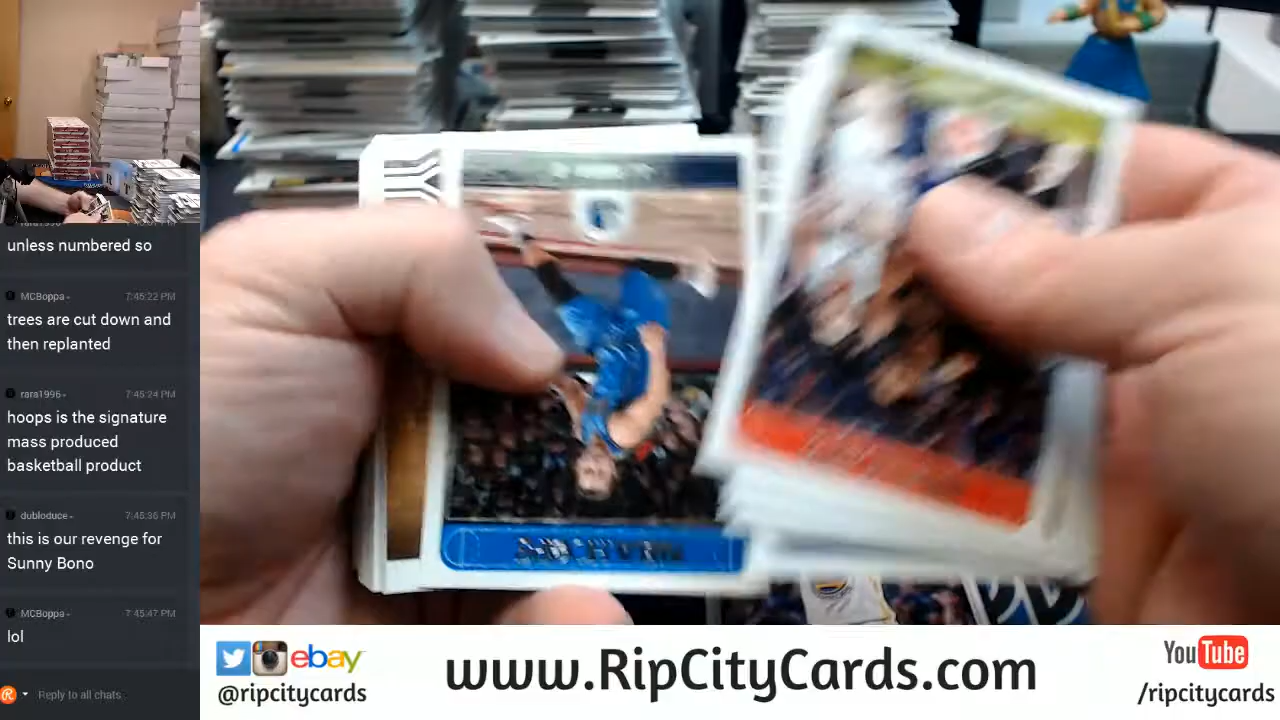 unless numbered so
MCBoppa
7:45:22 PM
trees are cut down and
then replanted
rara1996
7:45:24 PM
hoops is the signature
mass produced
basketball product
dubloduce
7:45:36 PM
this is our revenge for
Sunny Bono
MCBoppa
7:45:47 PM
lol
Reply to all chats...
ebay
@ripcitycards
www.RipCityCards.com
YouTube
/ripcitycards